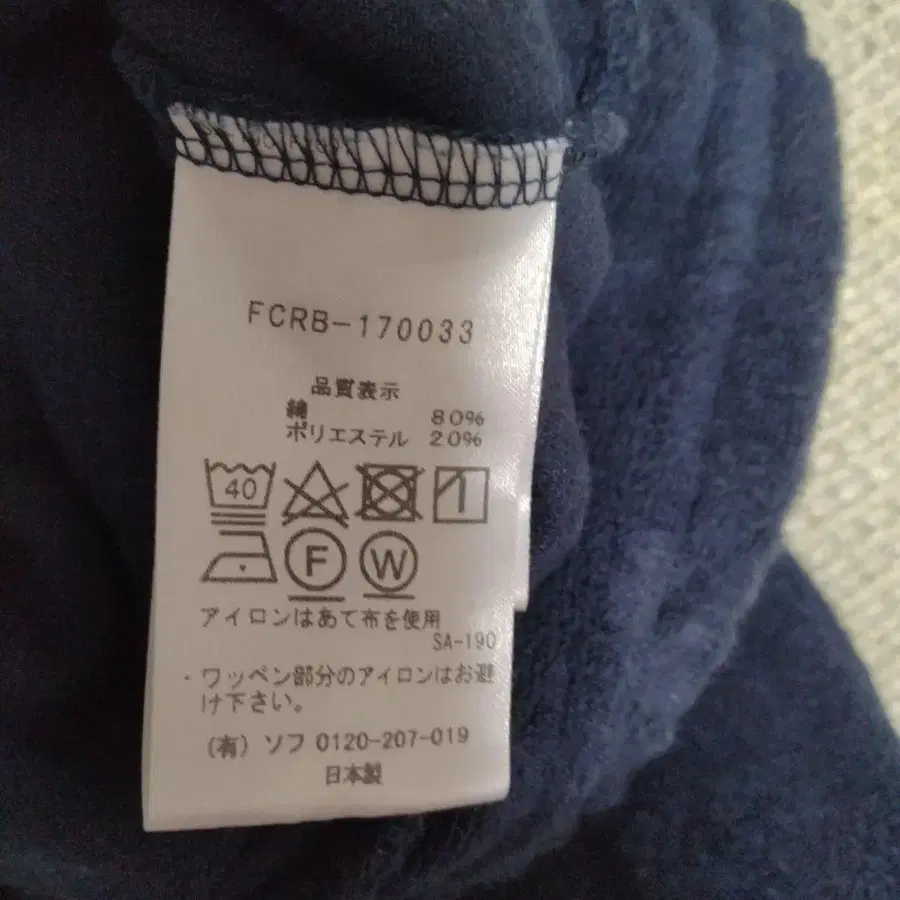 FCRB-170033
品質表示
綿 80%
ポリエステル 20%
40
F W
アイロンはあて布を使用
SA-190
・ワッペン部分のアイロンはお避
け下さい。
(有) ソフ 0120-207-019
日本製